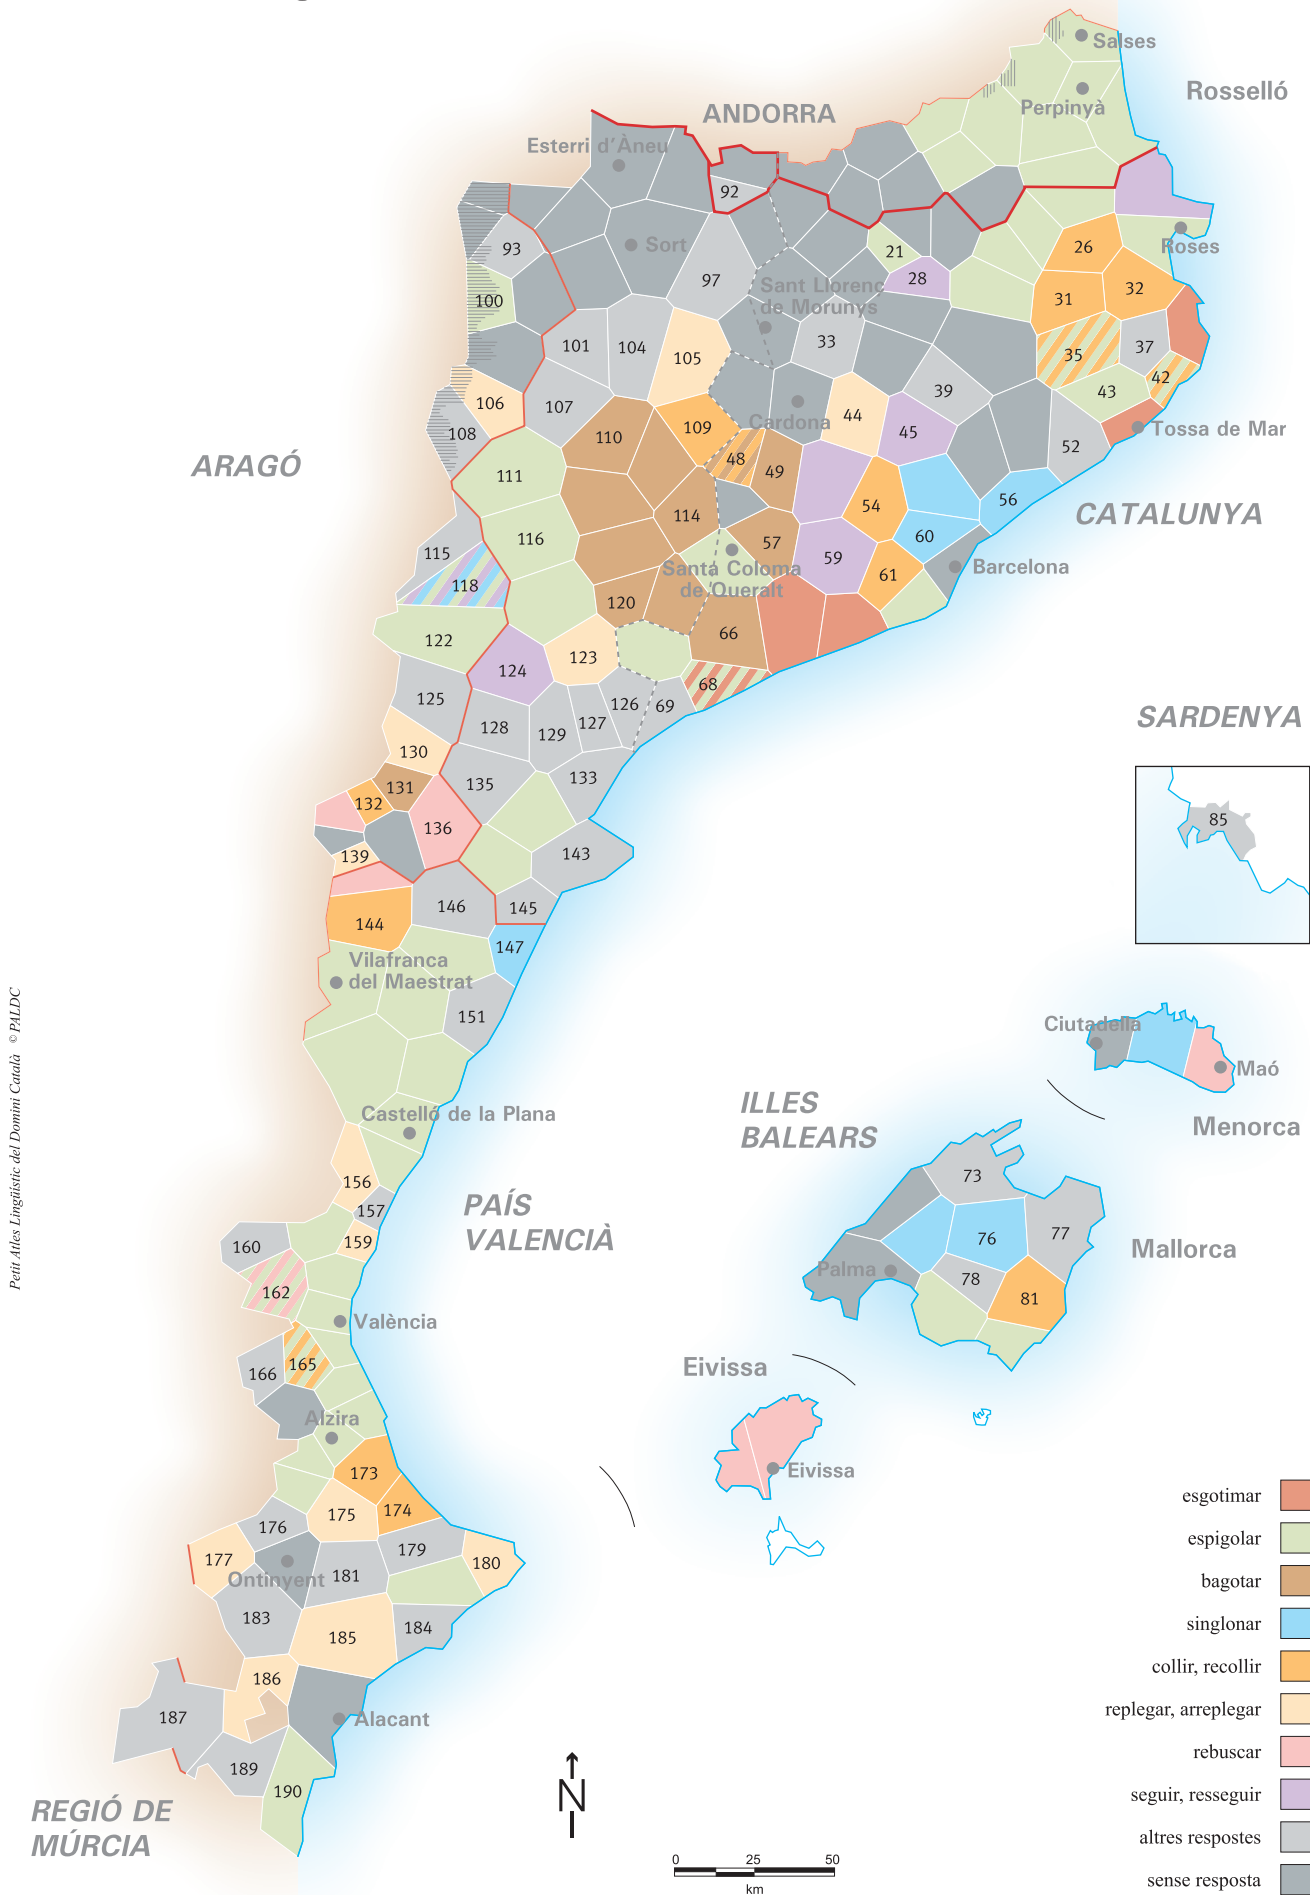 Salses
Rosselló
Perpinyà
ANDORRA
Esterri d'Àneu
92
93
Sort
97
21
26
Roses
28
100
Sant Llorenc
de Morunys
31
32
101
104
105
33
35
37
42
43
39
44
45
106
107
108
109
110
Cardona
48
49
52
Tossa de Mar
ARAGÓ
111
54
56
CATALUNYA
114
57
60
116
115
59
61
Barcelona
118
Santa Coloma
de Queralt
120
66
122
123
124
68
125
126
69
127
128
129
130
SARDENYA
131
132
133
135
136
85
139
143
144
145
146
147
Vilafranca
del Maestrat
151
Ciutadella
Maó
Menorca
Castelló de la Plana
ILLES
BALEARS
156
157
159
160
162
PAÍS
VALENCIÀ
73
76
77
78
81
Palma
Mallorca
València
165
166
Eivissa
Alzira
Eivissa
173
174
175
176
177
179
180
Ontinyent
181
183
184
185
186
187
Alacant
189
190
REGIÓ DE
MÚRCIA
N
0 25 50
km
esgotimar
espigolar
bagotar
singlonar
collir, recollir
replegar, arreplegar
rebuscar
seguir, resseguir
altres respostes
sense resposta
Petit Atles Lingüístic del Domini Català © PALDC